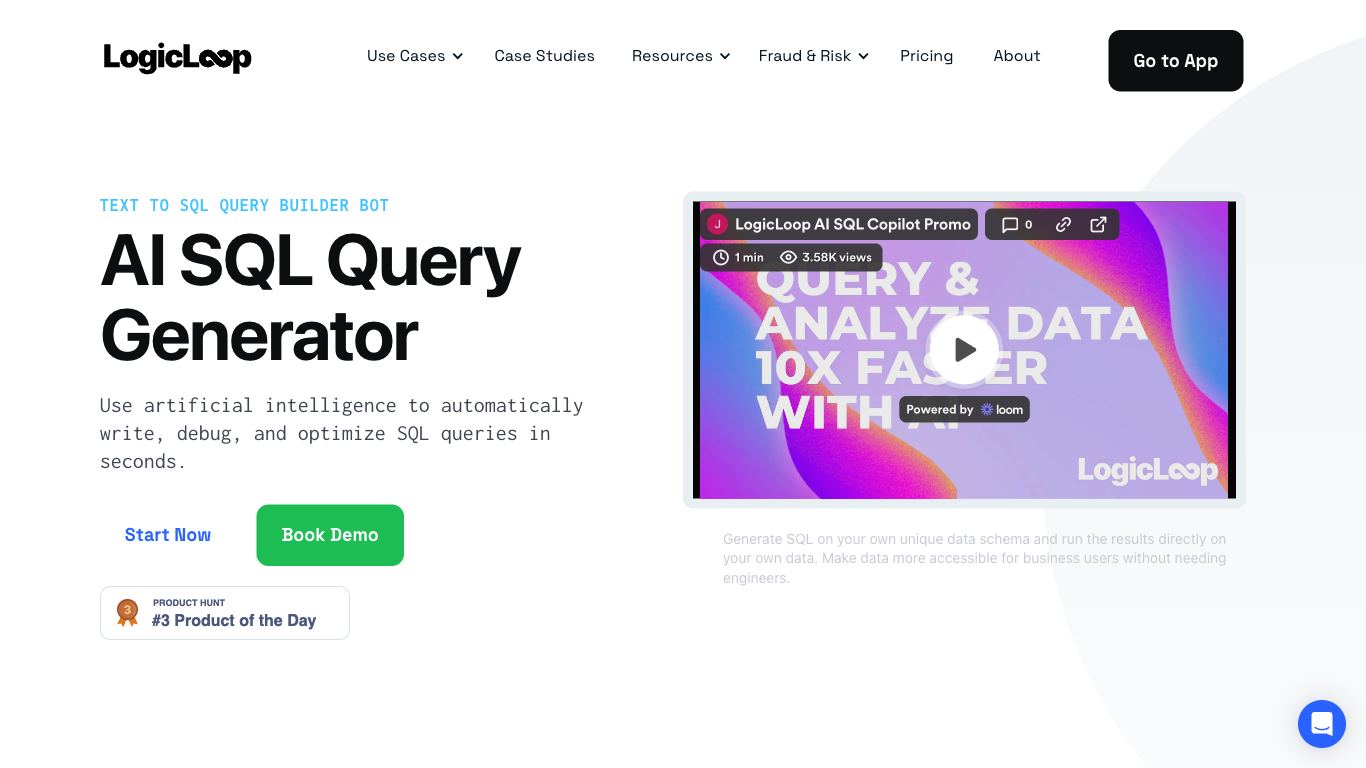 LogicLoop
Use Cases
Case Studies
Resources
Fraud & Risk
Pricing
About
Go to App
TEXT TO SQL QUERY BUILDER BOT
AI SQL Query
Generator
Use artificial intelligence to automatically
write, debug, and optimize SQL queries in
seconds.
Start Now
Book Demo
PRODUCT HUNT
3
#3 Product of the Day
J
LogicLoop AI SQL Copilot Promo
0
1 min
3.58K views
QUERY &
ANALYZE DATA
10X FASTER
WITH AI
Powered by loom
LogicLoop
Generate SQL on your own unique data schema and run the results directly on
your own data. Make data more accessible for business users without needing
engineers.